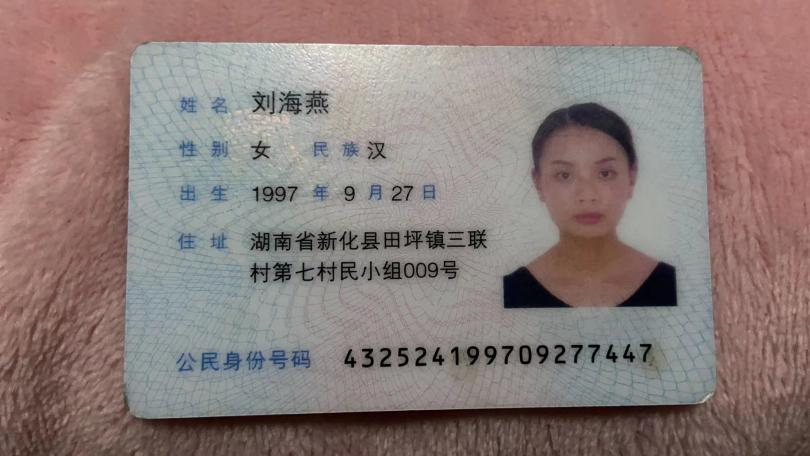 姓名 刘海燕
性别 女 民族 汉
出生 1997 年 9 月 27 日
住址 湖南省新化县田坪镇三联
村第七村民小组009号
公民身份号码 432524199709277447